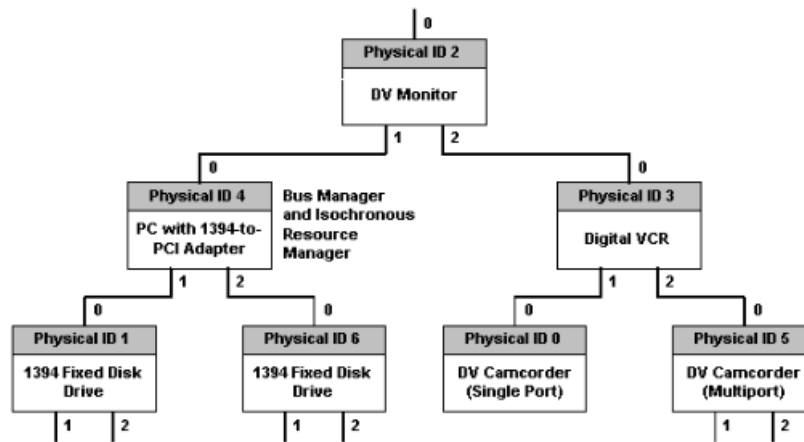 0
Physical ID 2
DV Monitor
1
2
0
0
Physical ID 4
PC with 1394-to-
PCI Adapter
Bus Manager
and Isochronous
Resource
Manager
Physical ID 3
Digital VCR
1
2
1
2
0
0
0
0
Physical ID 1
1394 Fixed Disk
Drive
Physical ID 6
1394 Fixed Disk
Drive
Physical ID 0
DV Camcorder
(Single Port)
Physical ID 5
DV Camcorder
(Multiport)
1
2
1
2
1
2